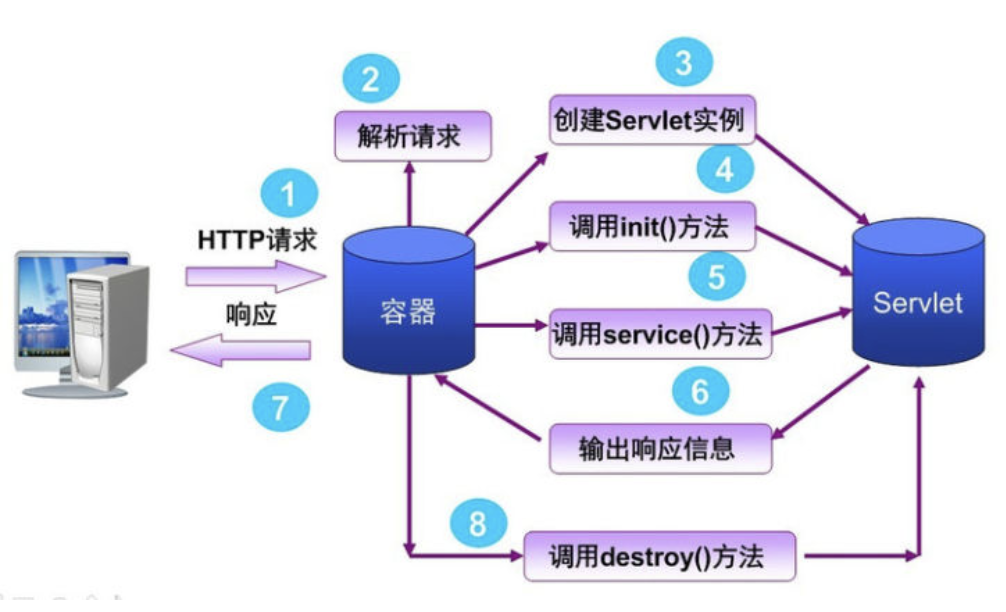 1
HTTP请求
2
解析请求
3
创建Servlet实例
4
调用init()方法
5
调用service()方法
容器
Servlet
6
输出响应信息
响应
7
8
调用destroy()方法